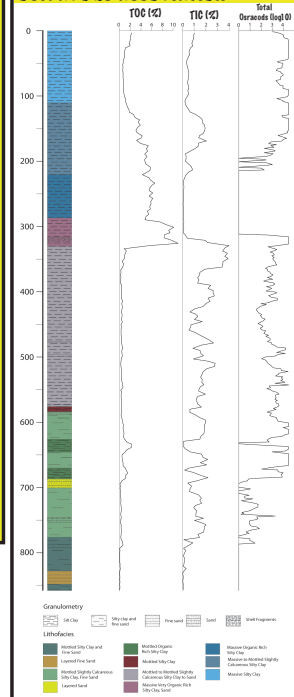 TOC (%)
TIC (%)
Total
Osracods (log10)
0 2 4 6 8 10
0 1 2 3 4
0 1 2 3 4
0
100
200
300
400
500
600
700
800
Granulometry
Silt Clay
Silty clay and
fine sand
Fine sand
Sand
Shell Fragments
Lithofacies
Mottled Silty Clay and
Fine Sand
Layered Fine Sand
Mottled to Slightly Calcareous
Silty Clay, Fine Sand
Layered Sand
Mottled Organic
Rich Silty Clay
Mottled Silty Clay
Mottled to Slightly
Calcareous Silty Clay to Sand
Massive Very Organic Rich
Silty Clay, Sand
Massive Organic Rich
Silty Clay
Massive to Mottled Slightly
Calcareous Silty Clay
Massive Silty Clay